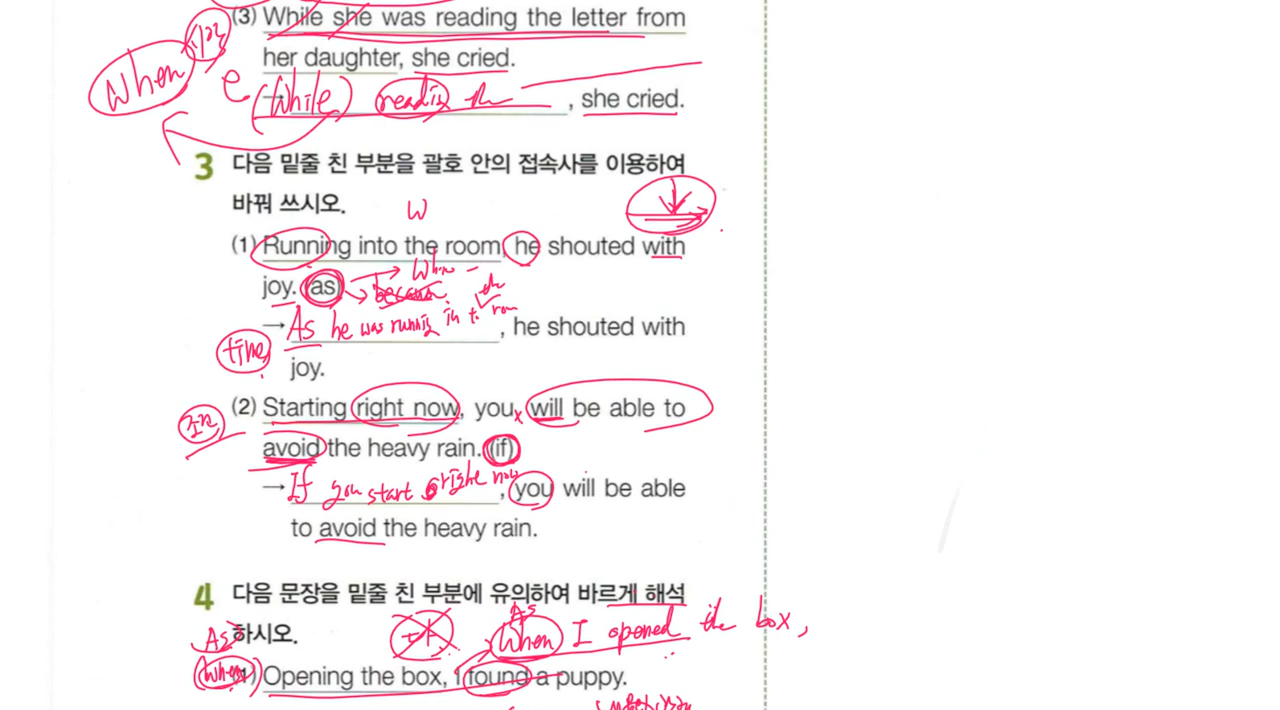 (3) While she was reading the letter from
her daughter, she cried.
When
→ (While) reading the , she cried.
3 다음 밑줄 친 부분을 괄호 안의 접속사를 이용하여
바꿔 쓰시오.
W
(1) Running into the room, he shouted with
joy. (as)
because
→ As he was running in to the room, he shouted with
time
joy.
(2) Starting right now, you will be able to
조건
avoid the heavy rain. (if)
→ If you start right now, you will be able
to avoid the heavy rain.
4 다음 문장을 밑줄 친 부분에 유의하여 바르게 해석
하시오.
As
As
When I opened the box,
When
(1) Opening the box, I found a puppy.